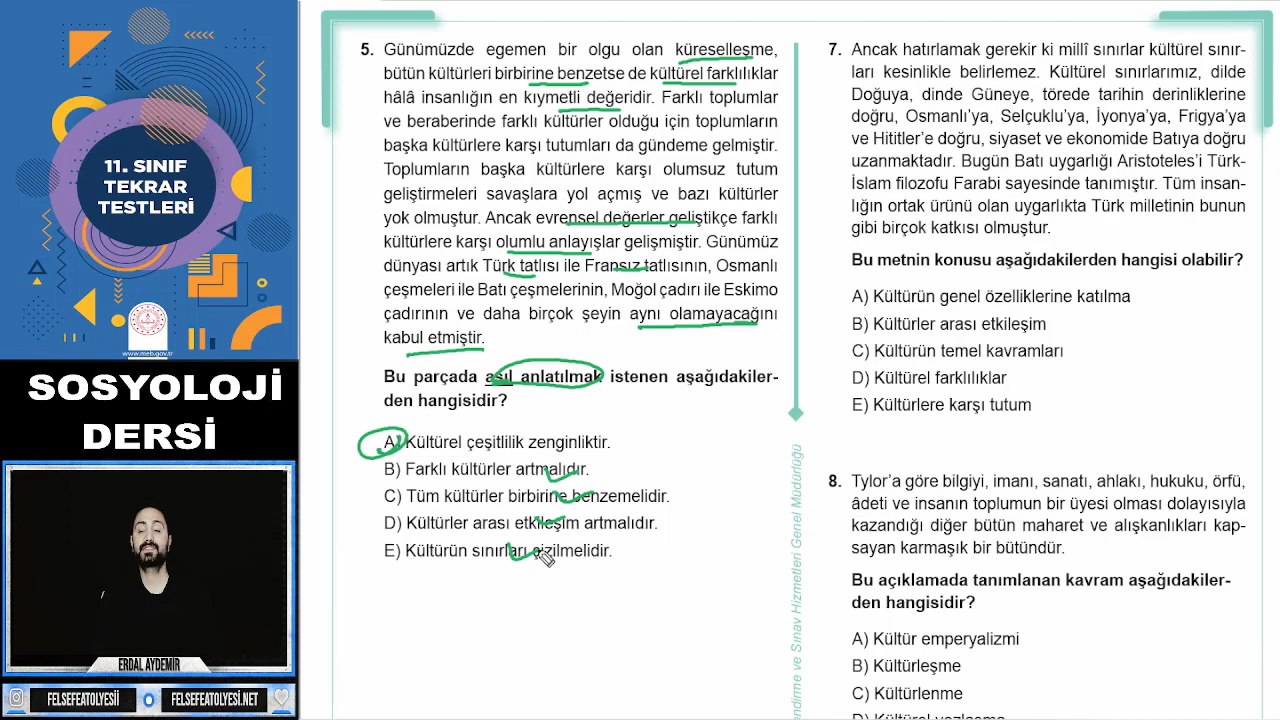 11. SINIF
TEKRAR
TESTLERİ
www.meb.gov.tr
SOSYOLOJİ
DERSİ
ERDAL AYDEMİR
FELSEFEATOLYESİİ
FELSEFEATOLYESİ.NET
5. Günümüzde egemen bir olgu olan küreselleşme,
bütün kültürleri birbirine benzetse de kültürel farklılıklar
hâlâ insanlığın en kıymetli değeridir. Farklı toplumlar
ve beraberinde farklı kültürler olduğu için toplumların
başka kültürlere karşı tutumları da gündeme gelmiştir.
Toplumların başka kültürlere karşı olumsuz tutum
geliştirmeleri savaşlara yol açmış ve bazı kültürler
yok olmuştur. Ancak evrensel değerler geliştikçe farklı
kültürlere karşı olumlu anlayışlar gelişmiştir. Günümüz
dünyası artık Türk tatlısı ile Fransız tatlısının, Osmanlı
çeşmeleri ile Batı çeşmelerinin, Moğol çadırı ile Eskimo
çadırının ve daha birçok şeyin aynı olamayacağını
kabul etmiştir.
Bu parçada asıl anlatılmak istenen aşağıdakiler-
den hangisidir?
A) Kültürel çeşitlilik zenginliktir.
B) Farklı kültürler artmalıdır.
C) Tüm kültürler birbirine benzemelidir.
D) Kültürler arası etkileşim artmalıdır.
E) Kültürün sınırları çizilmelidir.
ndirme ve Sınav Hizmetleri Genel Müdürlüğü
7. Ancak hatırlamak gerekir ki millî sınırlar kültürel sınır-
ları kesinlikle belirlemez. Kültürel sınırlarımız, dilde
Doğuya, dinde Güneye, törede tarihin derinliklerine
doğru, Osmanlı’ya, Selçuklu’ya, İyonya’ya, Frigya’ya
ve Hititler’e doğru, siyaset ve ekonomide Batıya doğru
uzanmaktadır. Bugün Batı uygarlığı Aristoteles’i Türk-
İslam filozofu Farabi sayesinde tanımıştır. Tüm insan-
lığın ortak ürünü olan uygarlıkta Türk milletinin bunun
gibi birçok katkısı olmuştur.
Bu metnin konusu aşağıdakilerden hangisi olabilir?
A) Kültürün genel özelliklerine katılma
B) Kültürler arası etkileşim
C) Kültürün temel kavramları
D) Kültürel farklılıklar
E) Kültürlere karşı tutum
8. Tylor’a göre bilgiyi, imanı, sanatı, ahlakı, hukuku, örfü,
âdeti ve insanın toplumun bir üyesi olması dolayısıyla
kazandığı diğer bütün maharet ve alışkanlıkları kap-
sayan karmaşık bir bütündür.
Bu açıklamada tanımlanan kavram aşağıdakiler-
den hangisidir?
A) Kültür emperyalizmi
B) Kültürleşme
C) Kültürlenme
D) Kültürel yozlaşma